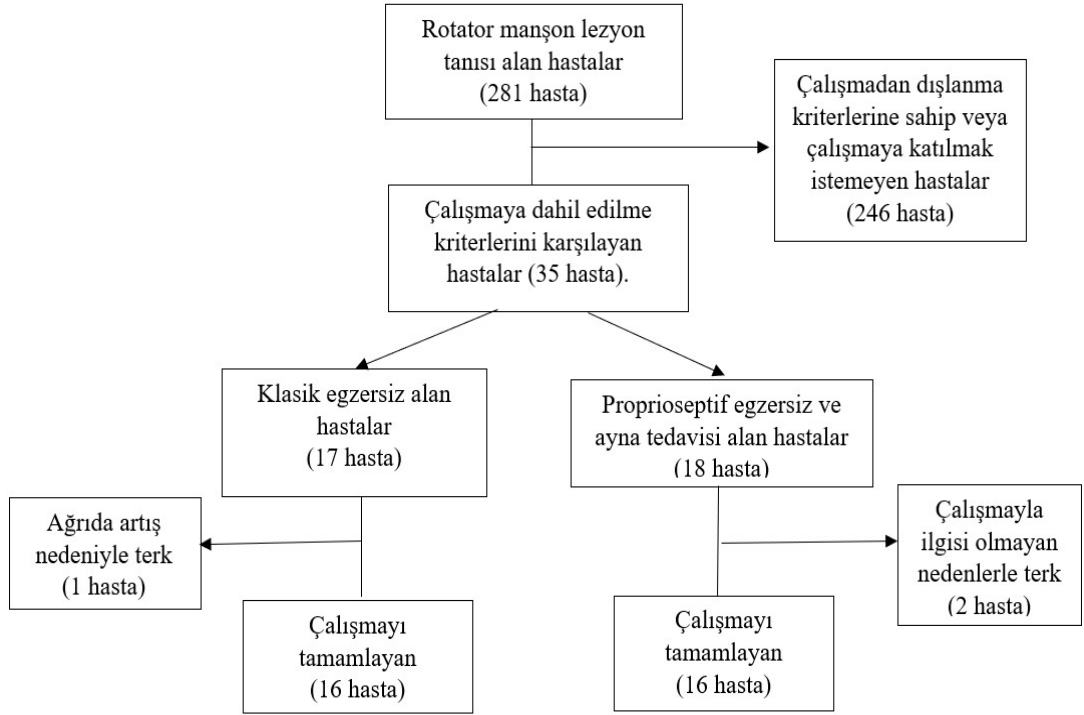 Rotator manşon lezyon
tanısı alan hastalar
(281 hasta)
Çalışmadan dışlanma
kriterlerine sahip veya
çalışmaya katılmak
istemeyen hastalar
(246 hasta)
Çalışmaya dahil edilme
kriterlerini karşılayan
hastalar (35 hasta).
Klasik egzersiz alan
hastalar
(17 hasta)
Proprioseptif egzersiz ve
ayna tedavisi alan hastalar
(18 hasta)
Ağrıda artış
nedeniyle terk
(1 hasta)
Çalışmayla
ilgisi olmayan
nedenlerle terk
(2 hasta)
Çalışmayı
tamamlayan
(16 hasta)
Çalışmayı
tamamlayan
(16 hasta)